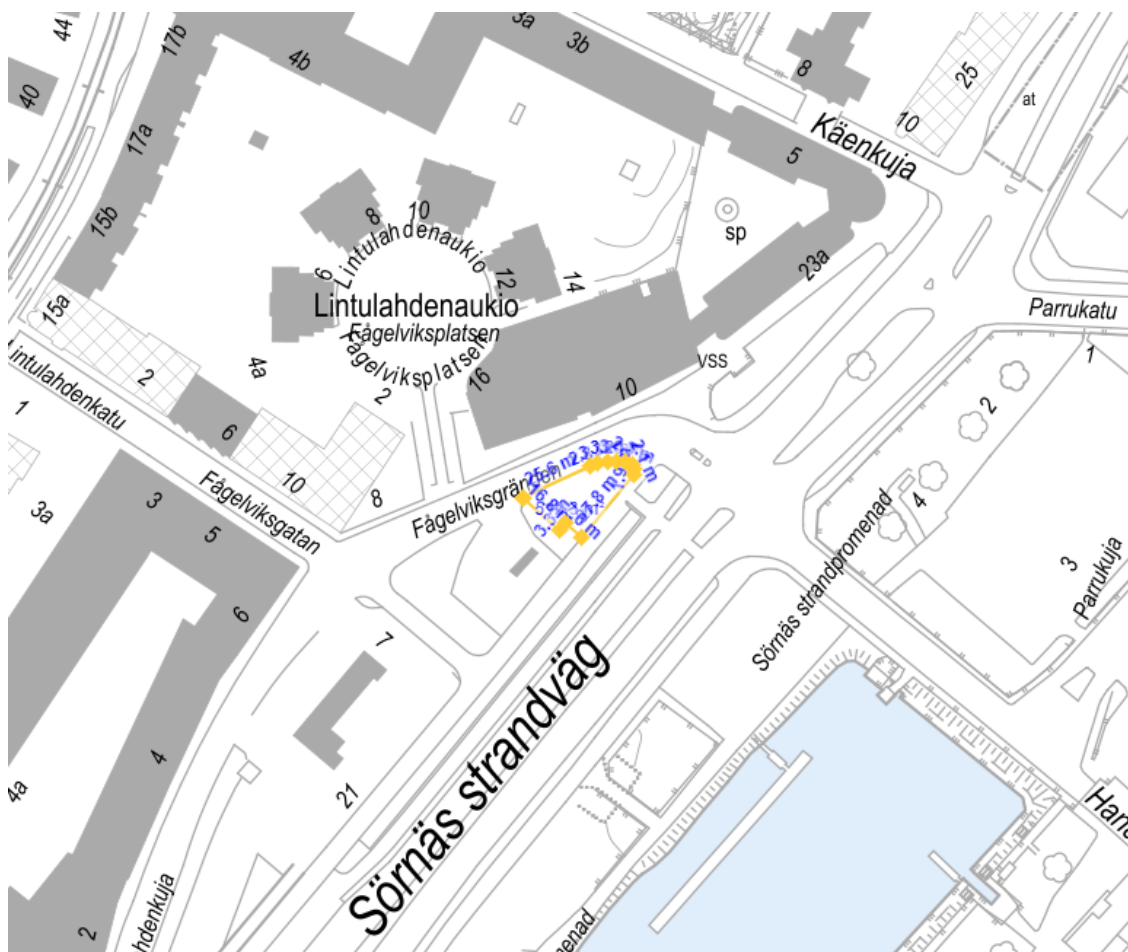 44
17b
3a
3b
4b
8
25
40
at
10
Käenkuja
17a
5
15b
8
10
sp
Lintulahdenaukio
23a
6
12
14
Lintulahdenaukio
Fågelviksplatsen
Parrukatu
15a
Fågelviksplatsen
VSS
1
4a
16
10
2
2
2
1
6
Lintulahdenkatu
10
8
25,6 m
Fågelviksgränden
3a
3
5
Fågelviksgatan
4
Sörnäs strandpromenad
3
Parrukuja
6
7
Sörnäs strandväg
4
4a
21
2